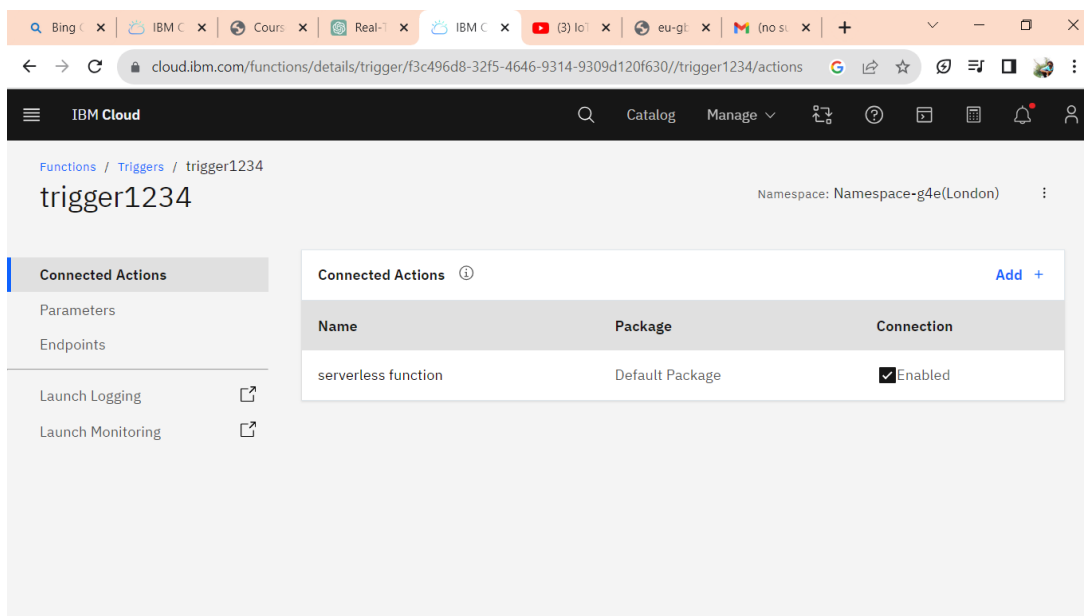 Bing ( IBM C Cours Real-T IBM C (3) IoT eu-gb (no su
cloud.ibm.com/functions/details/trigger/f3c496d8-32f5-4646-9314-9309d120f630//trigger1234/actions
IBM Cloud Catalog Manage
Functions / Triggers / trigger1234
trigger1234
Namespace: Namespace-g4e(London)
Connected Actions
Parameters
Endpoints
Launch Logging
Launch Monitoring
Connected Actions Add +
Name Package Connection
serverless function Default Package Enabled